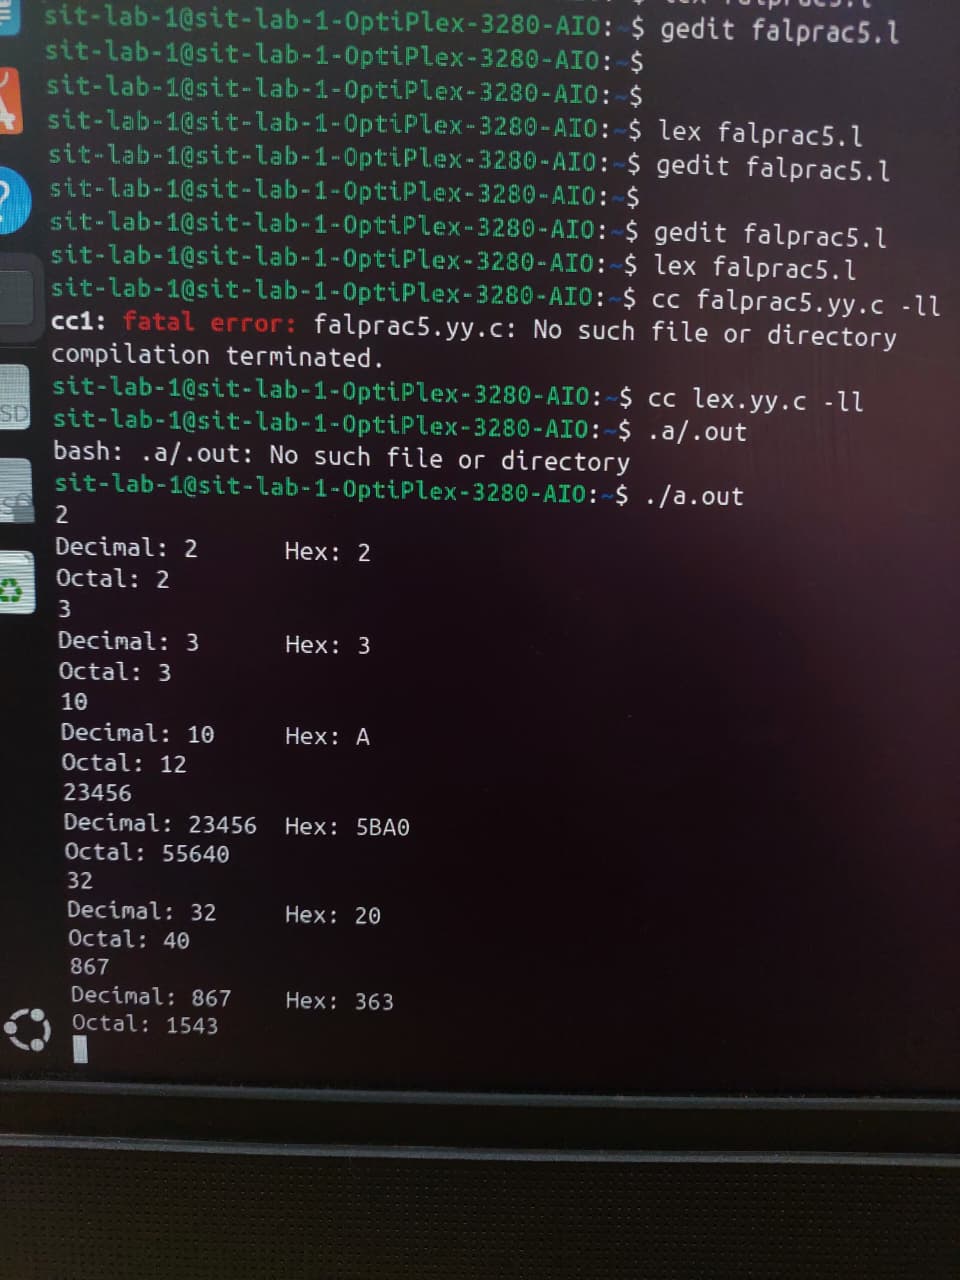 sit-lab-1@sit-lab-1-OptiPlex-3280-AIO:~$ gedit falprac5.l
sit-lab-1@sit-lab-1-OptiPlex-3280-AIO:~$
sit-lab-1@sit-lab-1-OptiPlex-3280-AIO:~$
sit-lab-1@sit-lab-1-OptiPlex-3280-AIO:~$ lex falprac5.l
sit-lab-1@sit-lab-1-OptiPlex-3280-AIO:~$ gedit falprac5.l
sit-lab-1@sit-lab-1-OptiPlex-3280-AIO:~$
sit-lab-1@sit-lab-1-OptiPlex-3280-AIO:~$ gedit falprac5.l
sit-lab-1@sit-lab-1-OptiPlex-3280-AIO:~$ lex falprac5.l
sit-lab-1@sit-lab-1-OptiPlex-3280-AIO:~$ cc falprac5.yy.c -ll
cc1: fatal error: falprac5.yy.c: No such file or directory
compilation terminated.
sit-lab-1@sit-lab-1-OptiPlex-3280-AIO:~$ cc lex.yy.c -ll
sit-lab-1@sit-lab-1-OptiPlex-3280-AIO:~$ .a/.out
bash: .a/.out: No such file or directory
sit-lab-1@sit-lab-1-OptiPlex-3280-AIO:~$ ./a.out
2
Decimal: 2 Hex: 2
Octal: 2
3
Decimal: 3 Hex: 3
Octal: 3
10
Decimal: 10 Hex: A
Octal: 12
23456
Decimal: 23456 Hex: 5BA0
Octal: 55640
32
Decimal: 32 Hex: 20
Octal: 40
867
Decimal: 867 Hex: 363
Octal: 1543